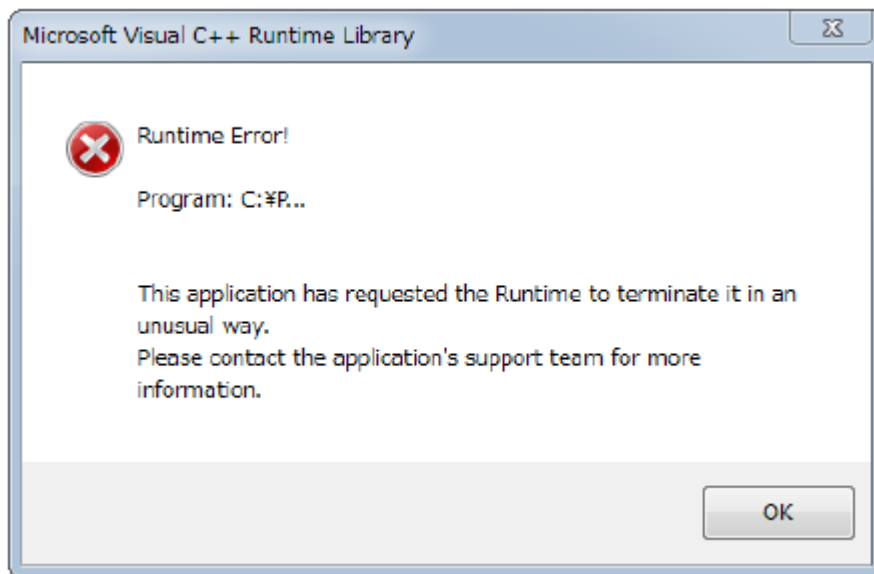 Microsoft Visual C++ Runtime Library
Runtime Error!
Program: C:¥P...
This application has requested the Runtime to terminate it in an
unusual way.
Please contact the application's support team for more
information.
OK